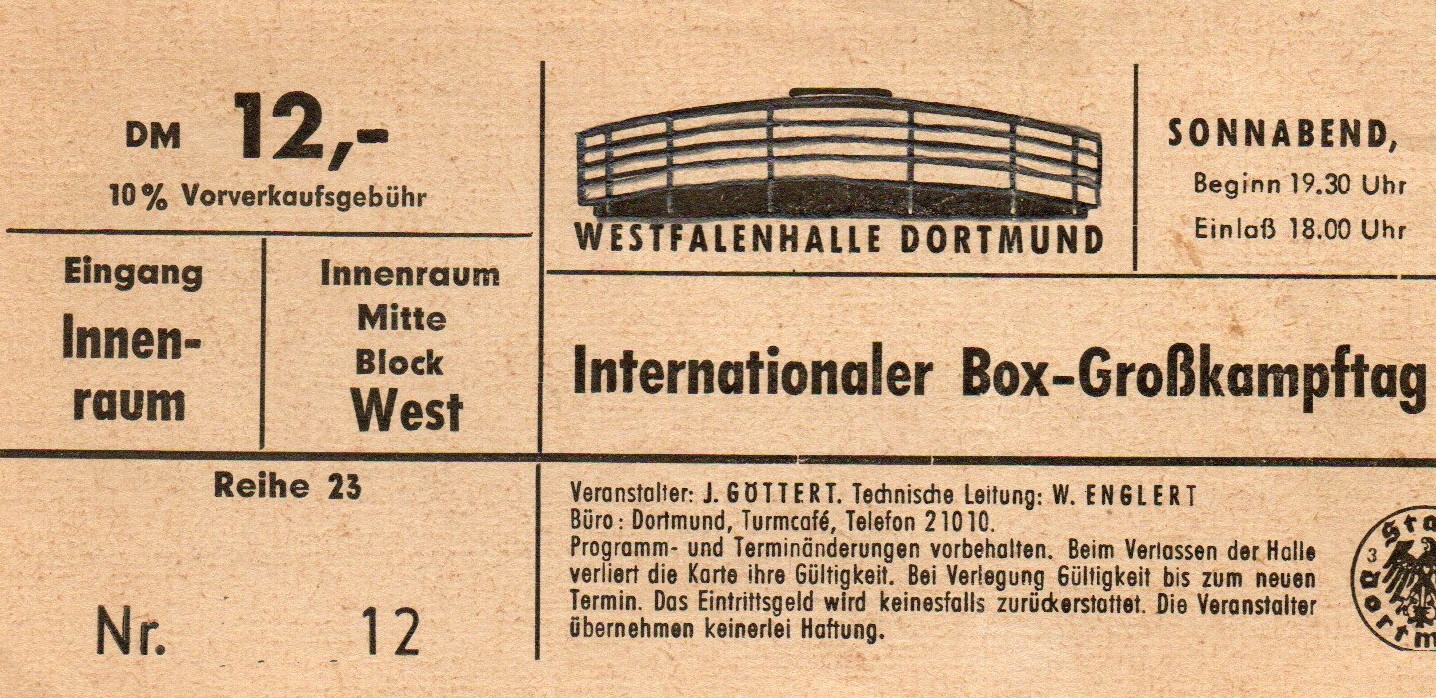 DM 12,-
10% Vorverkaufsgebühr
Eingang
Innen-
raum
Innenraum
Mitte
Block
West
Reihe 23
Nr. 12
WESTFALENHALLE DORTMUND
SONNABEND,
Beginn 19.30 Uhr
Einlaß 18.00 Uhr
Internationaler Box-Großkampftag
Veranstalter: J. GÖTTERT. Technische Leitung: W. ENGLERT
Büro: Dortmund, Turmcafé, Telefon 21010.
Programm- und Terminänderungen vorbehalten. Beim Verlassen der Halle
verliert die Karte ihre Gültigkeit. Bei Verlegung Gültigkeit bis zum neuen
Termin. Das Eintrittsgeld wird keinesfalls zurückerstattet. Die Veranstalter
übernehmen keinerlei Haftung.
3